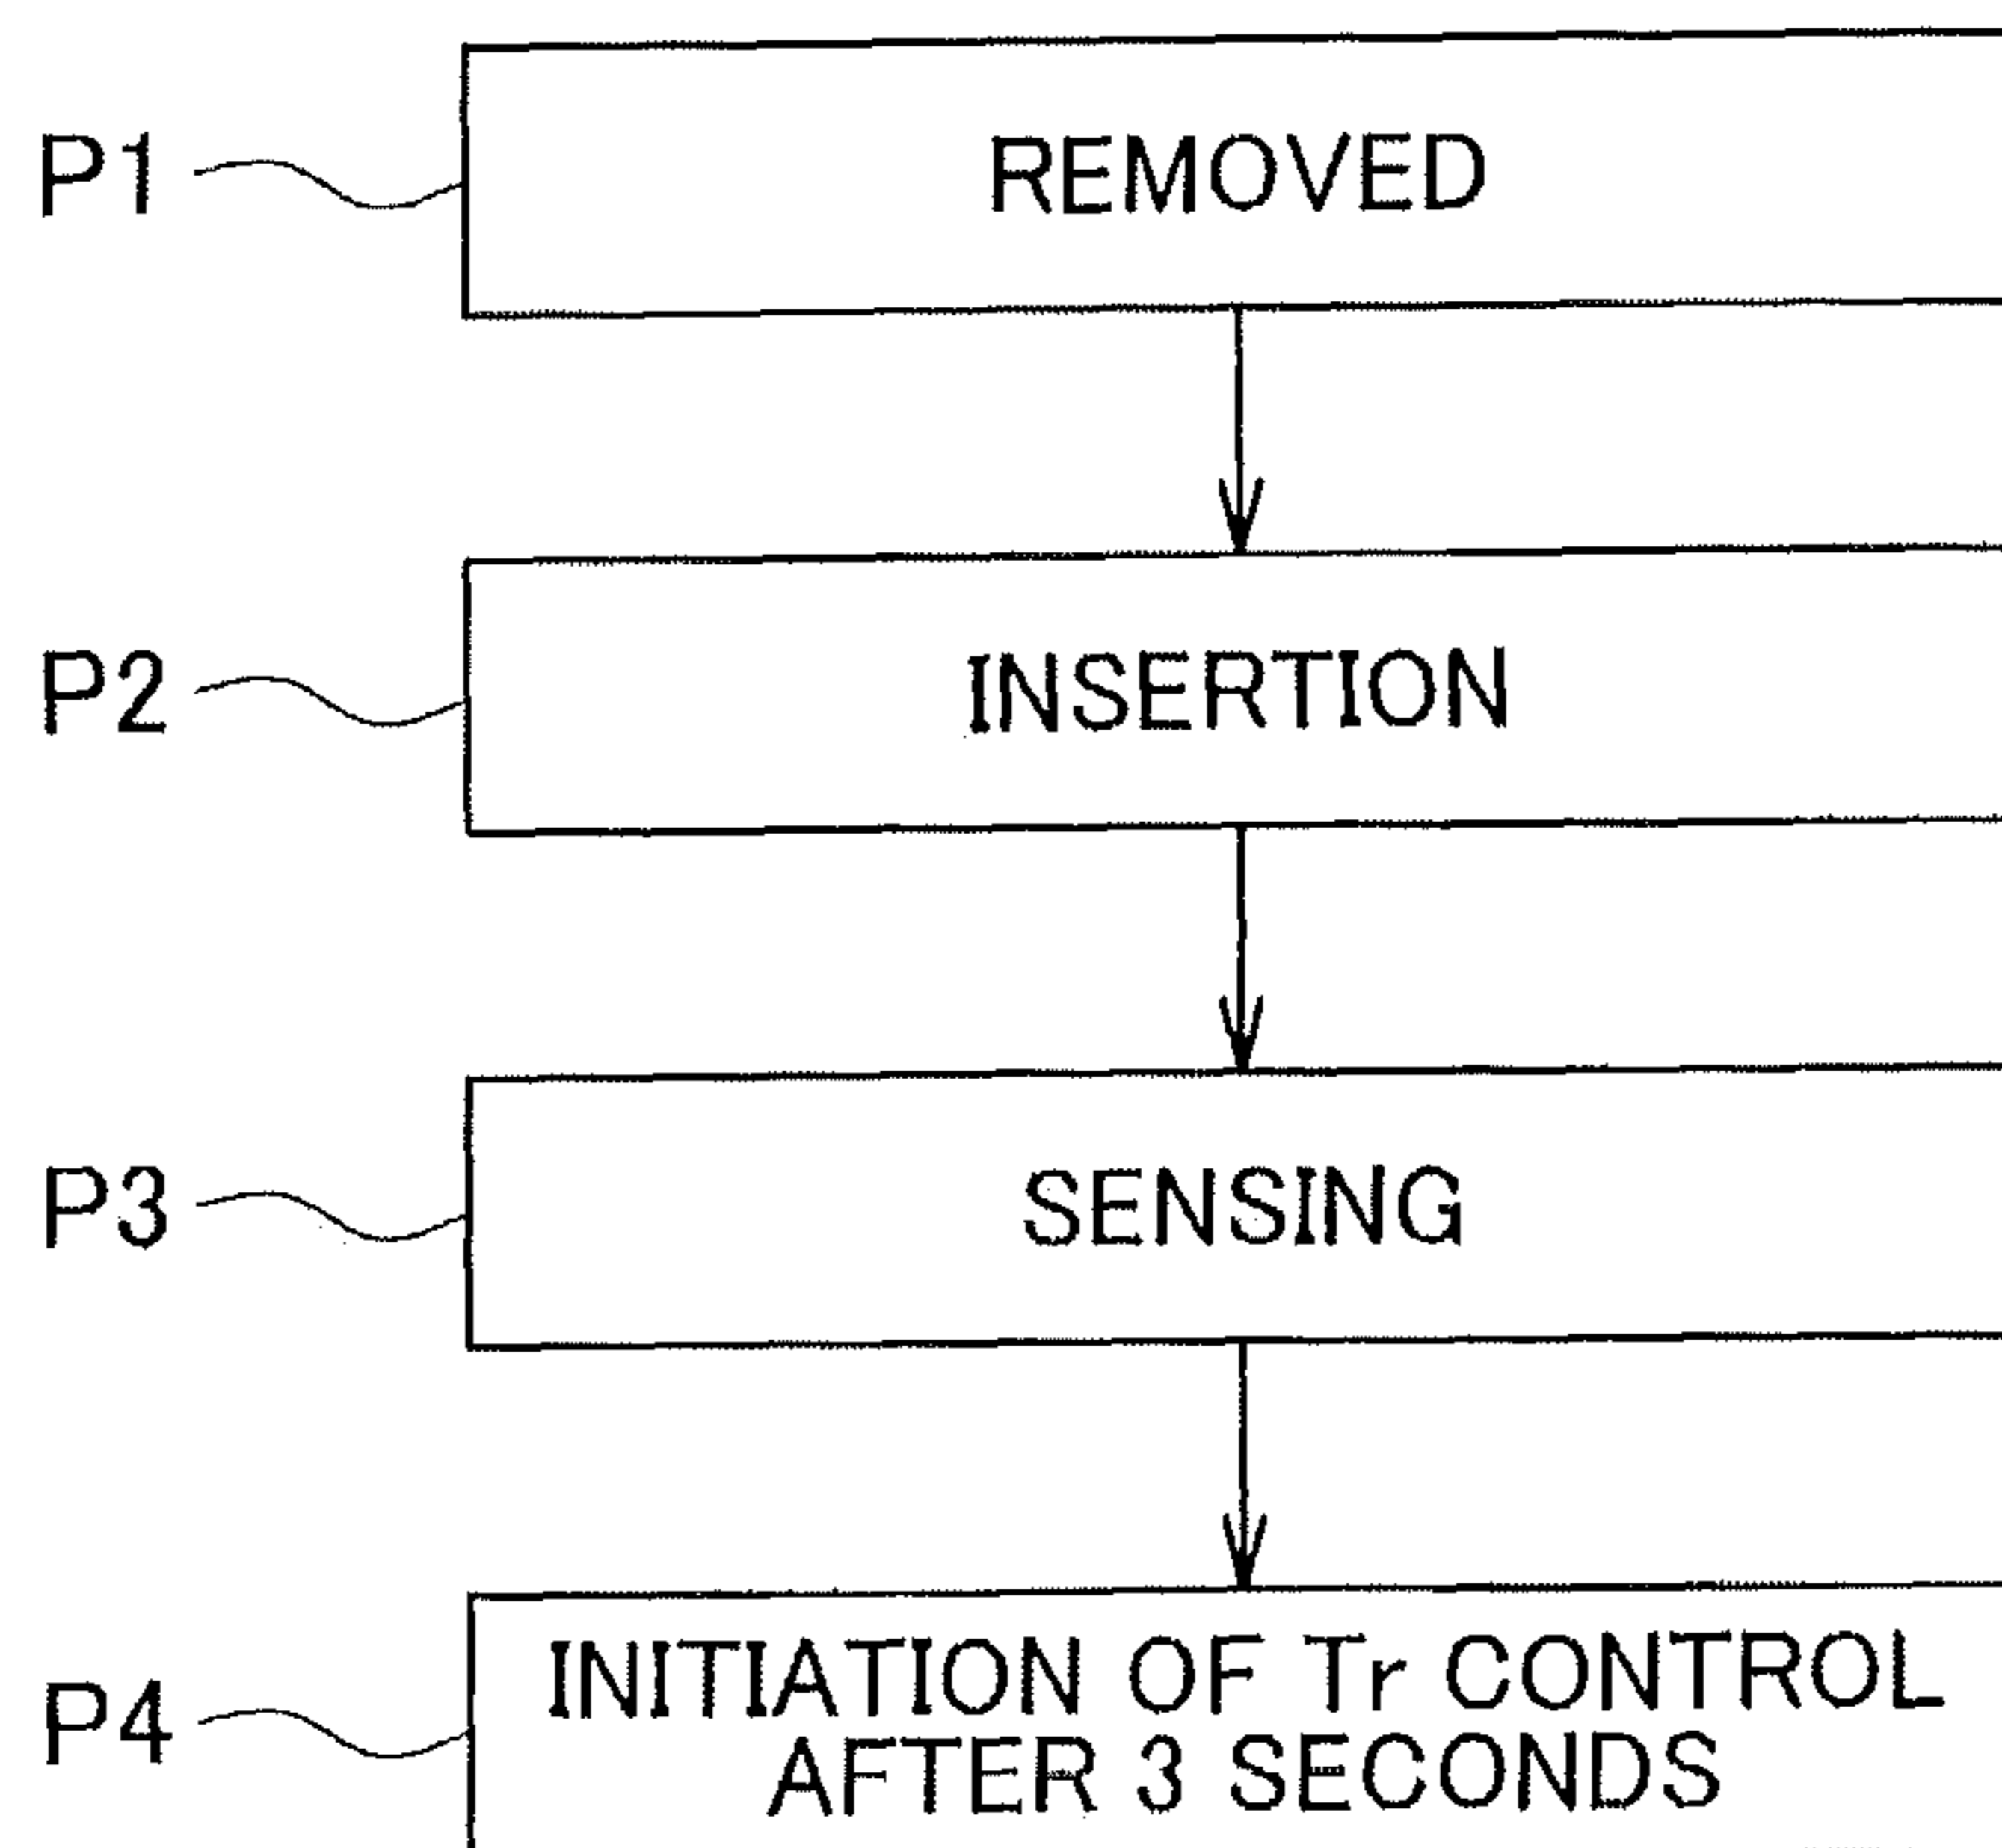 P1
REMOVED
P2
INSERTION
P3
SENSING
P4
INITIATION OF Tr CONTROL
AFTER 3 SECONDS